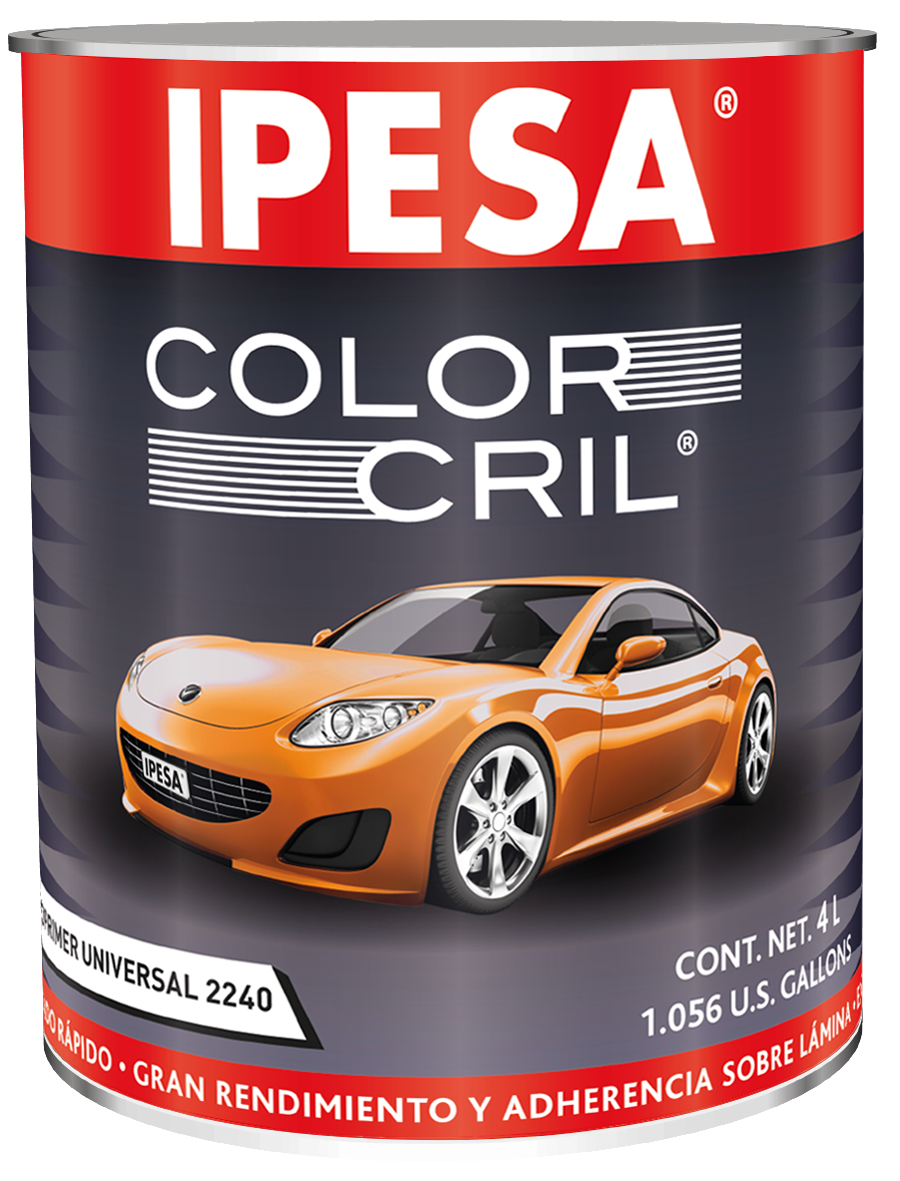 IPESA®
COLOR
CRIL®
IPESA®
PRIMER UNIVERSAL 2240
CONT. NET. 4 L
1.056 U.S. GALLONS
RÁPIDO • GRAN RENDIMIENTO Y ADHERENCIA SOBRE LÁMINA •